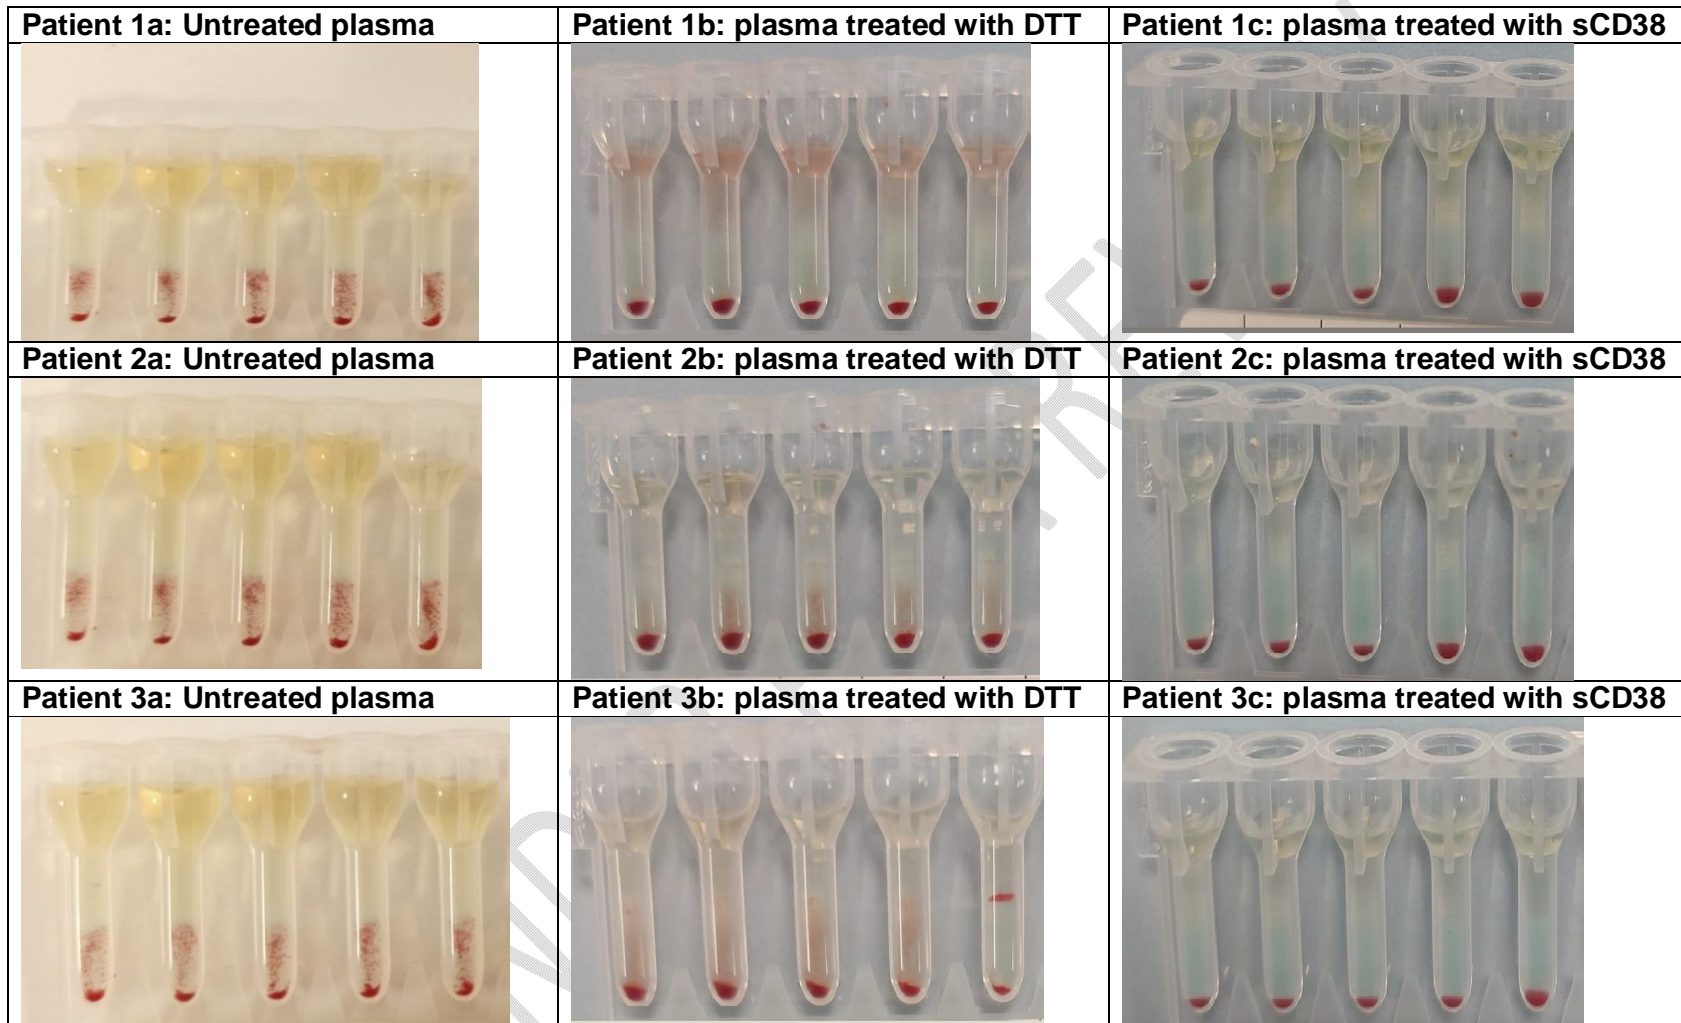 Patient 1a: Untreated plasma
Patient 1b: plasma treated with DTT
Patient 1c: plasma treated with sCD38
Patient 2a: Untreated plasma
Patient 2b: plasma treated with DTT
Patient 2c: plasma treated with sCD38
Patient 3a: Untreated plasma
Patient 3b: plasma treated with DTT
Patient 3c: plasma treated with sCD38